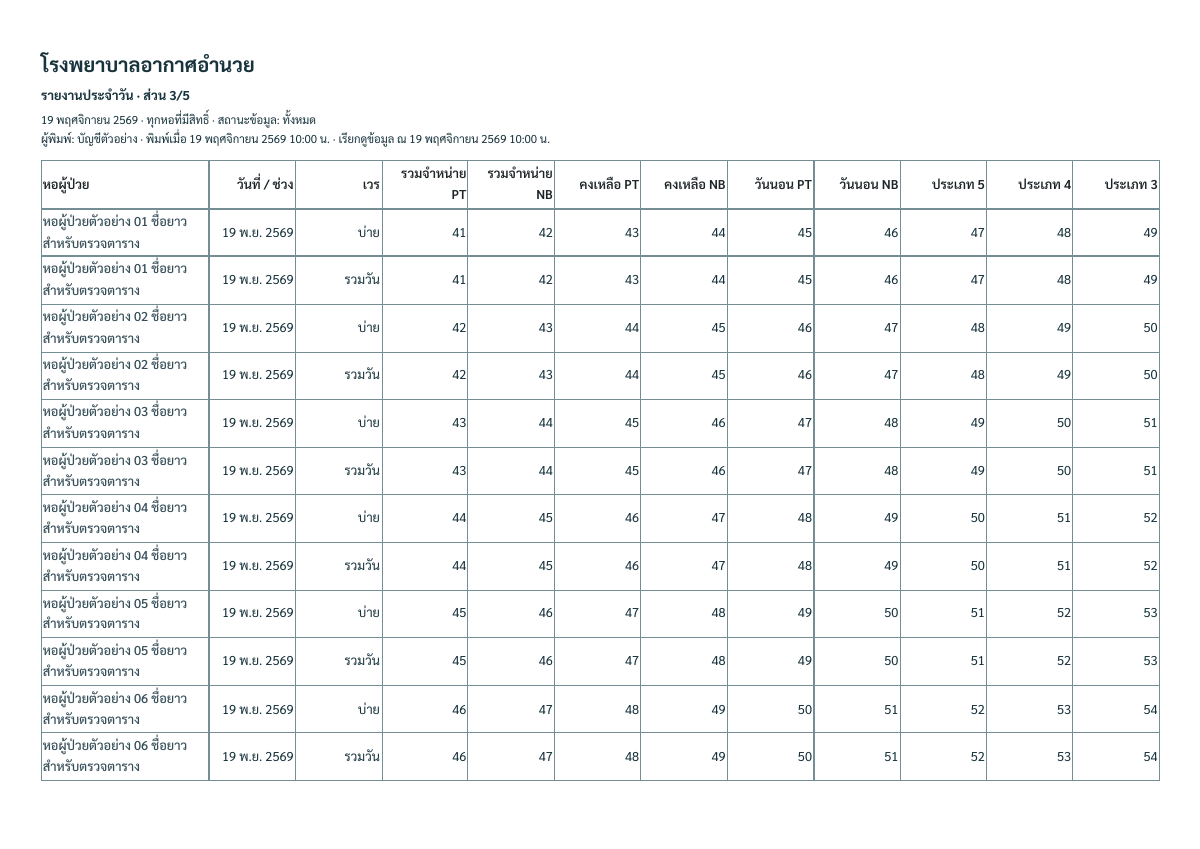 โรงพยาบาลอากาศอำนวย
รายงานประจำวัน · ส่วน 3/5
19 พฤศจิกายน 2569 · ทุกหอที่มีสิทธิ์ · สถานะข้อมูล: ทั้งหมด
ผู้พิมพ์: บัญชีตัวอย่าง · พิมพ์เมื่อ 19 พฤศจิกายน 2569 10:00 น. · เรียกดูข้อมูล ณ 19 พฤศจิกายน 2569 10:00 น.
หอผู้ป่วย วันที่ / ช่วง เวร รวมจำหน่าย PT รวมจำหน่าย NB คงเหลือ PT คงเหลือ NB วันนอน PT วันนอน NB ประเภท 5 ประเภท 4 ประเภท 3
หอผู้ป่วยตัวอย่าง 01 ชื่อยาว
สำหรับตรวจตาราง 19 พ.ย. 2569 บ่าย 41 42 43 44 45 46 47 48 49
หอผู้ป่วยตัวอย่าง 01 ชื่อยาว
สำหรับตรวจตาราง 19 พ.ย. 2569 รวมวัน 41 42 43 44 45 46 47 48 49
หอผู้ป่วยตัวอย่าง 02 ชื่อยาว
สำหรับตรวจตาราง 19 พ.ย. 2569 บ่าย 42 43 44 45 46 47 48 49 50
หอผู้ป่วยตัวอย่าง 02 ชื่อยาว
สำหรับตรวจตาราง 19 พ.ย. 2569 รวมวัน 42 43 44 45 46 47 48 49 50
หอผู้ป่วยตัวอย่าง 03 ชื่อยาว
สำหรับตรวจตาราง 19 พ.ย. 2569 บ่าย 43 44 45 46 47 48 49 50 51
หอผู้ป่วยตัวอย่าง 03 ชื่อยาว
สำหรับตรวจตาราง 19 พ.ย. 2569 รวมวัน 43 44 45 46 47 48 49 50 51
หอผู้ป่วยตัวอย่าง 04 ชื่อยาว
สำหรับตรวจตาราง 19 พ.ย. 2569 บ่าย 44 45 46 47 48 49 50 51 52
หอผู้ป่วยตัวอย่าง 04 ชื่อยาว
สำหรับตรวจตาราง 19 พ.ย. 2569 รวมวัน 44 45 46 47 48 49 50 51 52
หอผู้ป่วยตัวอย่าง 05 ชื่อยาว
สำหรับตรวจตาราง 19 พ.ย. 2569 บ่าย 45 46 47 48 49 50 51 52 53
หอผู้ป่วยตัวอย่าง 05 ชื่อยาว
สำหรับตรวจตาราง 19 พ.ย. 2569 รวมวัน 45 46 47 48 49 50 51 52 53
หอผู้ป่วยตัวอย่าง 06 ชื่อยาว
สำหรับตรวจตาราง 19 พ.ย. 2569 บ่าย 46 47 48 49 50 51 52 53 54
หอผู้ป่วยตัวอย่าง 06 ชื่อยาว
สำหรับตรวจตาราง 19 พ.ย. 2569 รวมวัน 46 47 48 49 50 51 52 53 54